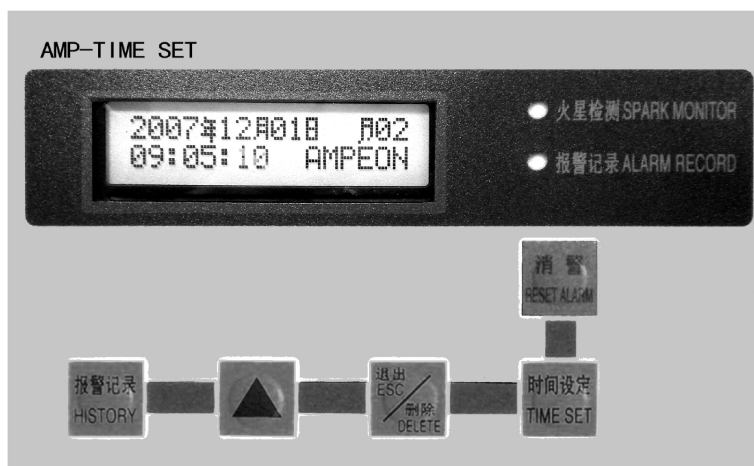 AMP-TIME SET
2007年12月01日 月02
09:05:10 AMPEON
火星检测 SPARK MONITOR
报警记录 ALARM RECORD
消 警
RESET ALARM
报警记录
HISTORY
退出
ESC
删除
DELETE
时间设定
TIME SET